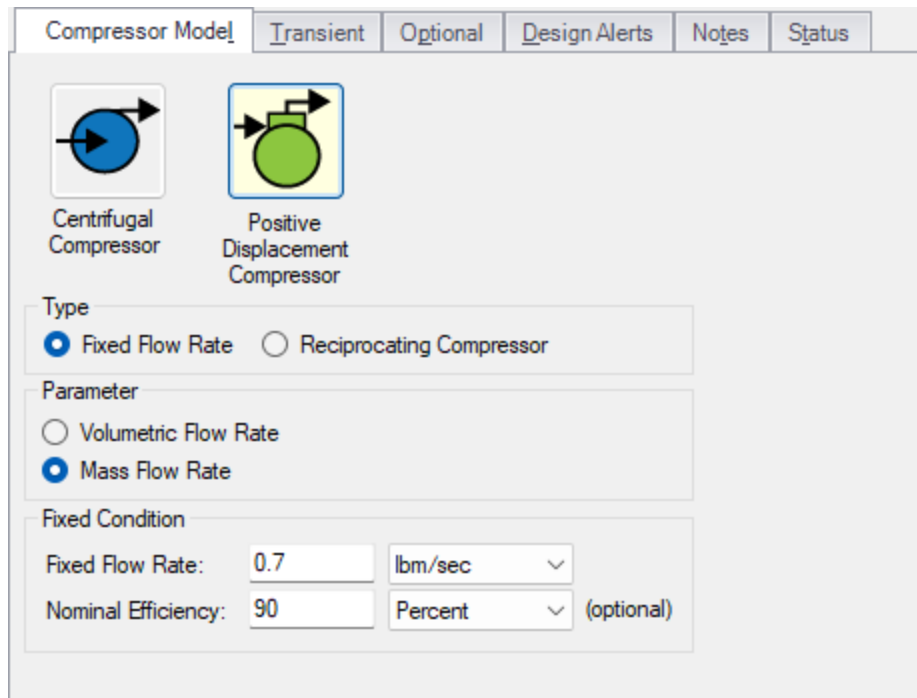 Compressor Model Transient Optional Design Alerts Notes Status
Centrifugal
Compressor
Positive
Displacement
Compressor
Type
Fixed Flow Rate Reciprocating Compressor
Parameter
Volumetric Flow Rate
Mass Flow Rate
Fixed Condition
Fixed Flow Rate: 0.7 lbm/sec
Nominal Efficiency: 90 Percent (optional)